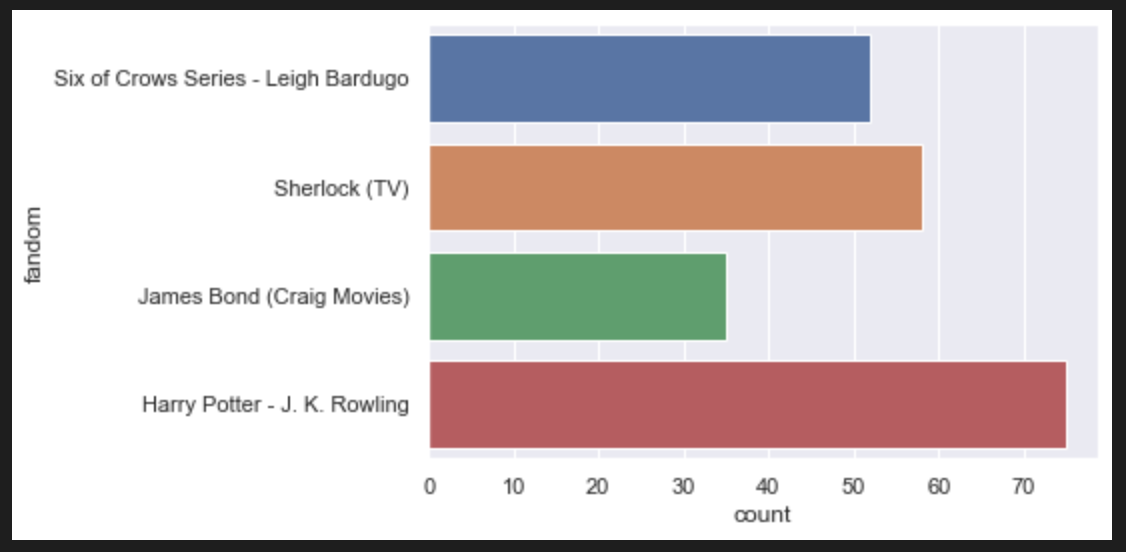 Six of Crows Series - Leigh Bardugo
Sherlock (TV)
fandom
James Bond (Craig Movies)
Harry Potter - J. K. Rowling
0 10 20 30 40 50 60 70
count